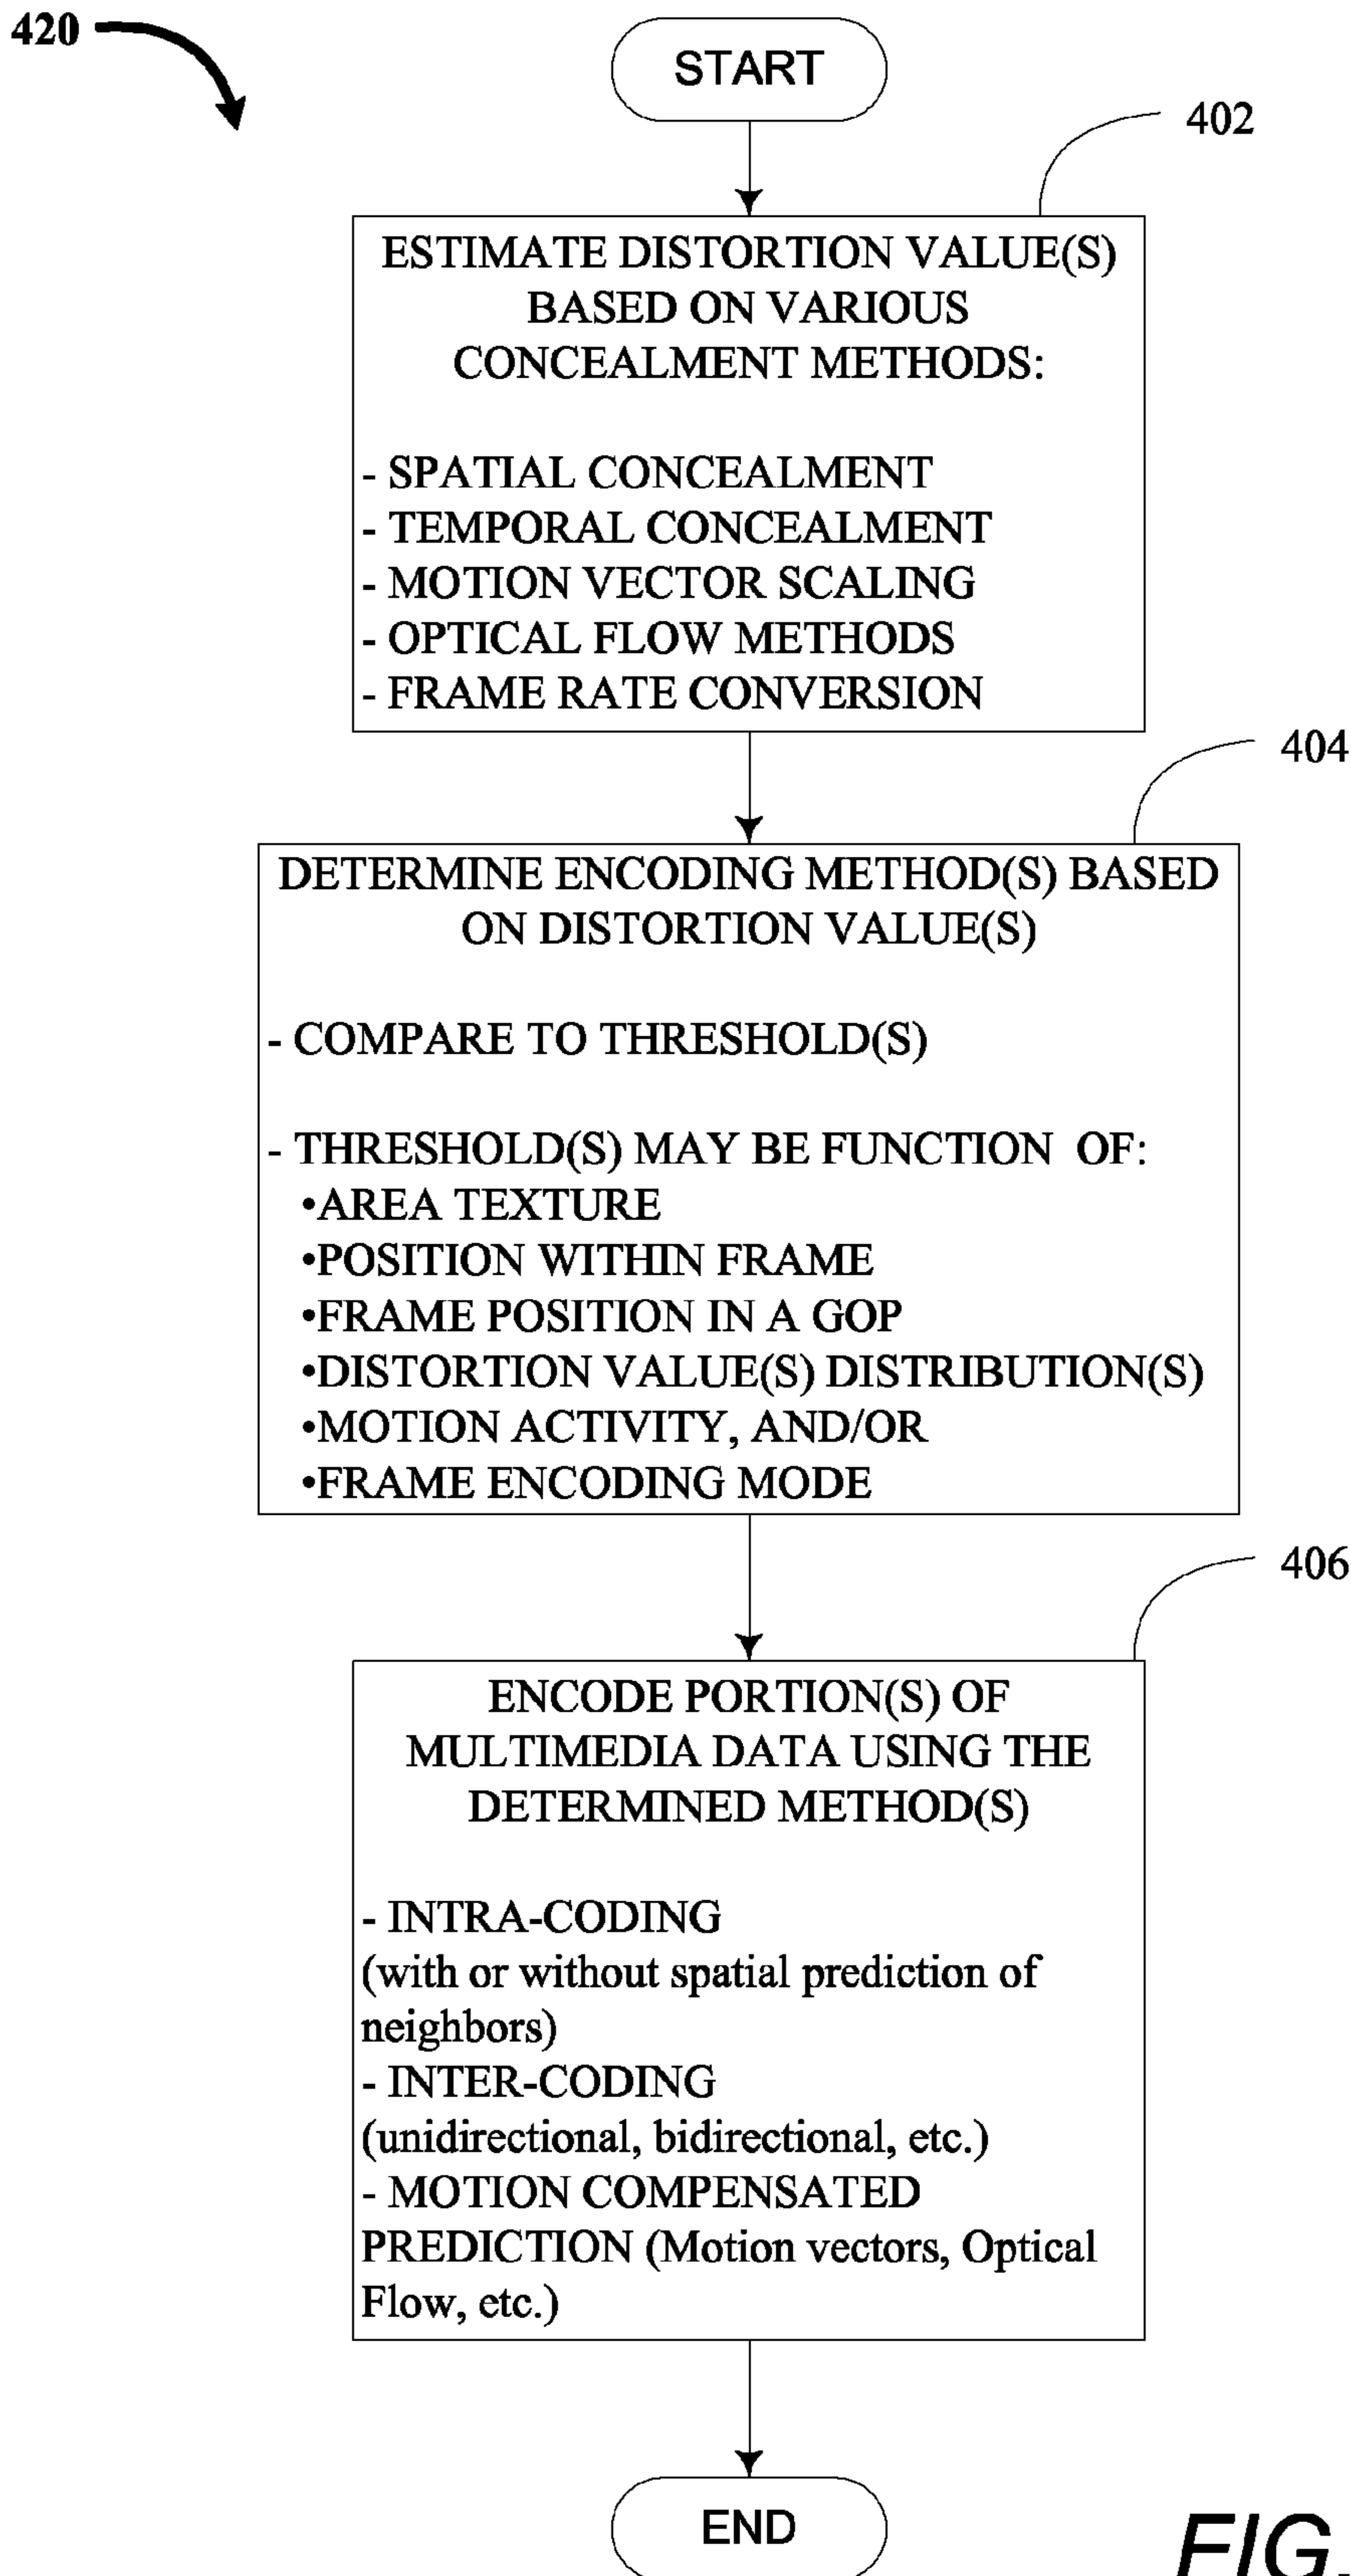 420
START
402
ESTIMATE DISTORTION VALUE(S)
BASED ON VARIOUS
CONCEALMENT METHODS:
- SPATIAL CONCEALMENT
- TEMPORAL CONCEALMENT
- MOTION VECTOR SCALING
- OPTICAL FLOW METHODS
- FRAME RATE CONVERSION
404
DETERMINE ENCODING METHOD(S) BASED
ON DISTORTION VALUE(S)
- COMPARE TO THRESHOLD(S)
- THRESHOLD(S) MAY BE FUNCTION OF:
•AREA TEXTURE
•POSITION WITHIN FRAME
•FRAME POSITION IN A GOP
•DISTORTION VALUE(S) DISTRIBUTION(S)
•MOTION ACTIVITY, AND/OR
•FRAME ENCODING MODE
406
ENCODE PORTION(S) OF
MULTIMEDIA DATA USING THE
DETERMINED METHOD(S)
- INTRA-CODING
(with or without spatial prediction of
neighbors)
- INTER-CODING
(unidirectional, bidirectional, etc.)
- MOTION COMPENSATED
PREDICTION (Motion vectors, Optical
Flow, etc.)
END
FIG.